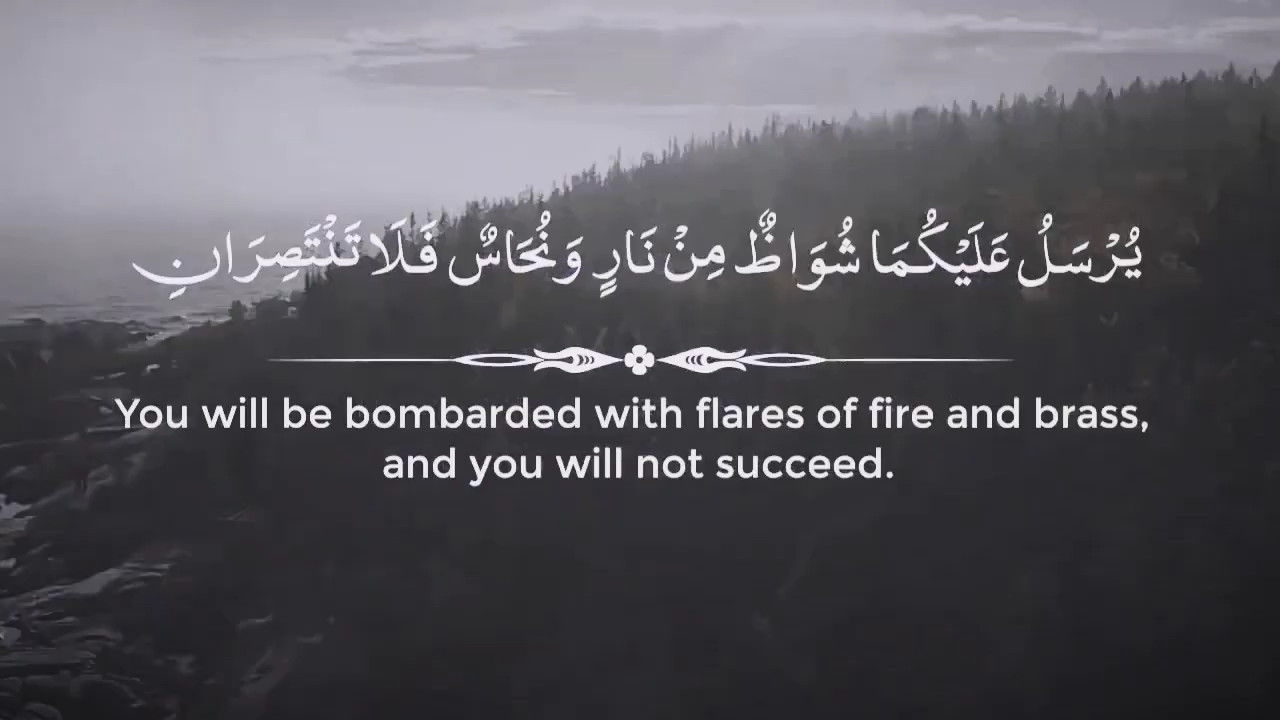 يُرْسَلُ عَلَيْكُمَا شُوَاظٌ مِنْ نَارٍ وَنُحَاسٌ فَلَا تَنْتَصِرَانِ
You will be bombarded with flares of fire and brass,
and you will not succeed.